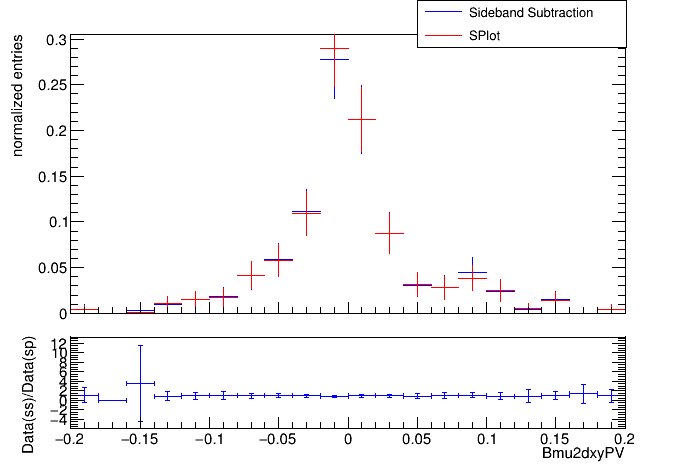 Sideband Subtraction
SPlot
normalized entries
0.3
0.25
0.2
0.15
0.1
0.05
0
Data(ss)/Data(sp)
12
10
8
6
4
2
0
−2
−4
−0.2 −0.15 −0.1 −0.05 0 0.05 0.1 0.15 0.2
Bmu2dxyPV